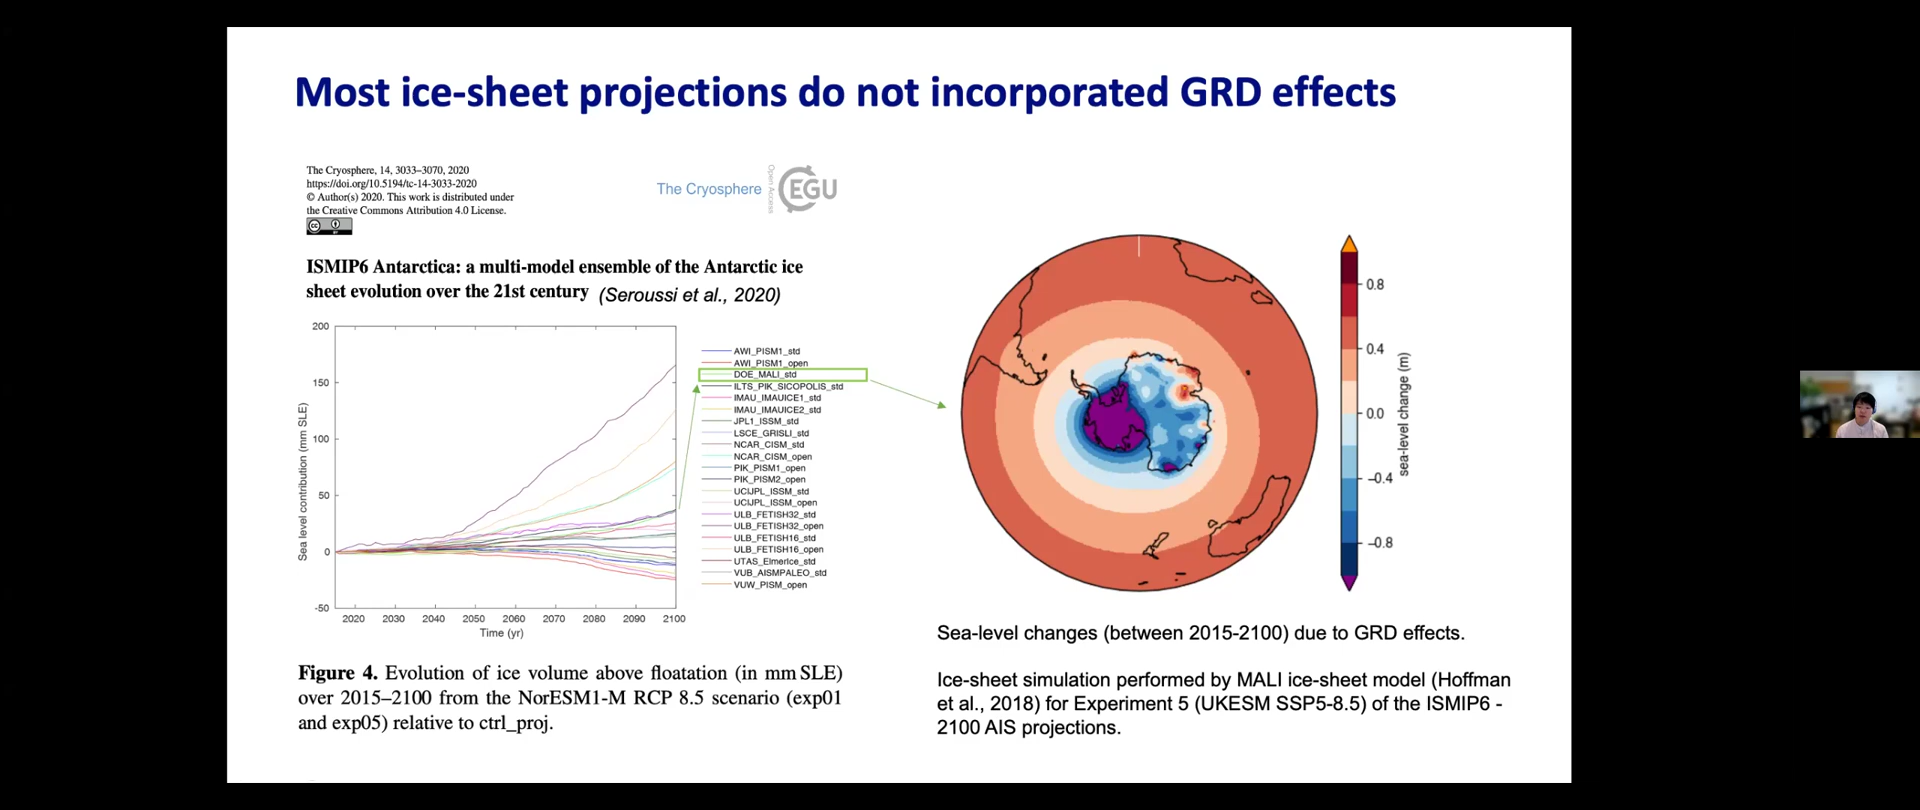 Most ice-sheet projections do not incorporated GRD effects
The Cryosphere, 14, 3033–3070, 2020
https://doi.org/10.5194/tc-14-3033-2020
© Author(s) 2020. This work is distributed under
the Creative Commons Attribution 4.0 License.
cc
BY
The Cryosphere
Open Access
EGU
ISMIP6 Antarctica: a multi-model ensemble of the Antarctic ice
sheet evolution over the 21st century (Seroussi et al., 2020)
Sea level contribution (mm SLE)
200
150
100
50
0
-50
2020 2030 2040 2050 2060 2070 2080 2090 2100
Time (yr)
AWI_PISM1_std
AWI_PISM1_open
DOE_MALI_std
ILTS_PIK_SICOPOLIS_std
IMAU_IMAUICE1_std
IMAU_IMAUICE2_std
JPL1_ISSM_std
LSCE_GRISLI_std
NCAR_CISM_std
NCAR_CISM_open
PIK_PISM1_open
PIK_PISM2_open
UCIJPL_ISSM_std
UCIJPL_ISSM_open
ULB_FETISH32_std
ULB_FETISH32_open
ULB_FETISH16_std
ULB_FETISH16_open
UTAS_ElmerIce_std
VUB_AISMPALEO_std
VUW_PISM_open
Figure 4. Evolution of ice volume above floatation (in mm SLE)
over 2015–2100 from the NorESM1-M RCP 8.5 scenario (exp01
and exp05) relative to ctrl_proj.
0.8
0.4
0.0
−0.4
−0.8
sea-level change (m)
Sea-level changes (between 2015-2100) due to GRD effects.
Ice-sheet simulation performed by MALI ice-sheet model (Hoffman
et al., 2018) for Experiment 5 (UKESM SSP5-8.5) of the ISMIP6 -
2100 AIS projections.